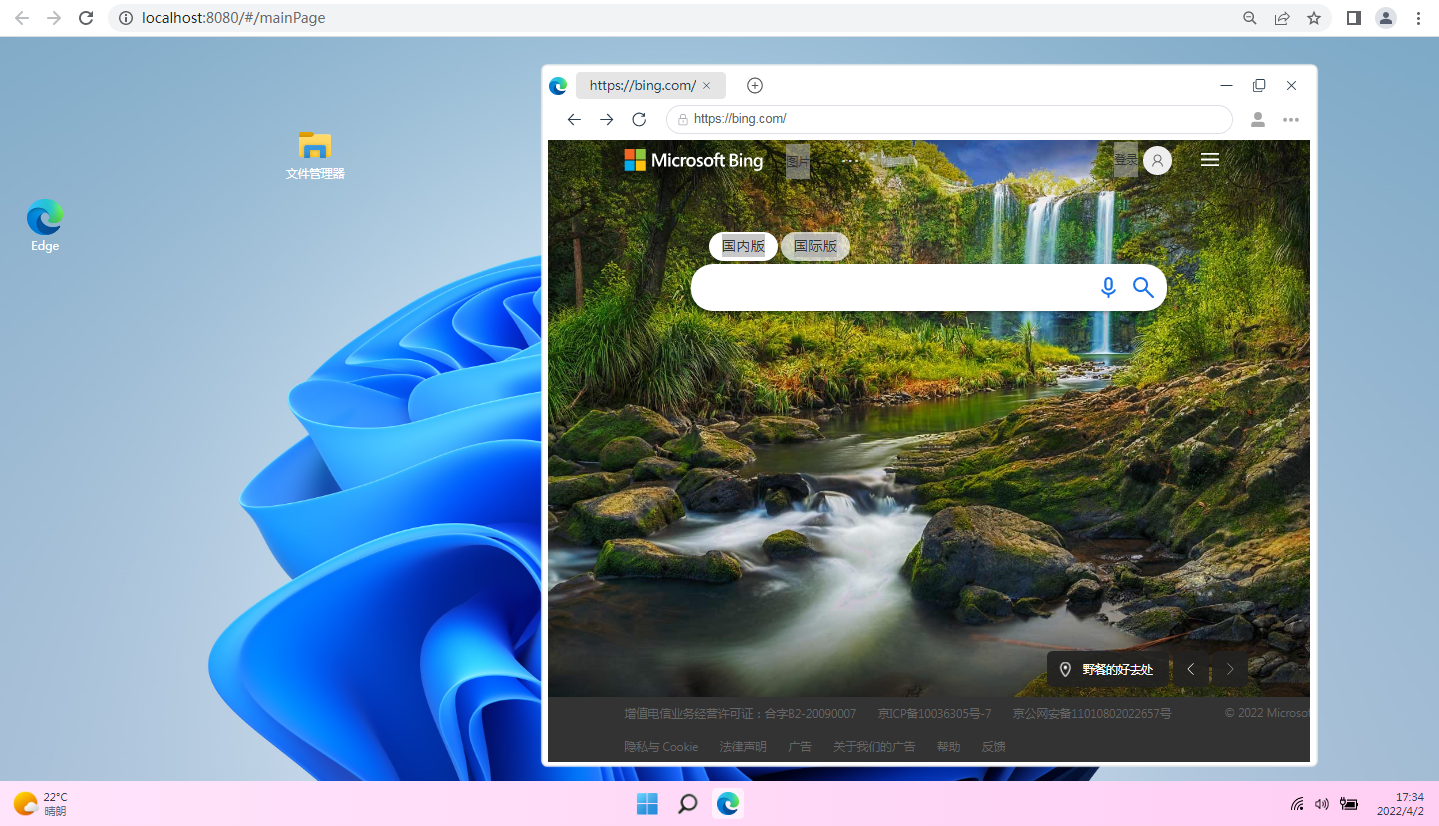 localhost:8080/#/mainPage
https://bing.com/
https://bing.com/
文件管理器
Edge
Microsoft Bing
图片
登录
国内版
国际版
野餐的好去处
增值电信业务经营许可证：合字B2-20090007
京ICP备10036305号-7
京公网安备11010802022657号
© 2022 Microsof
隐私与 Cookie
法律声明
广告
关于我们的广告
帮助
反馈
22°C
晴朗
17:34
2022/4/2